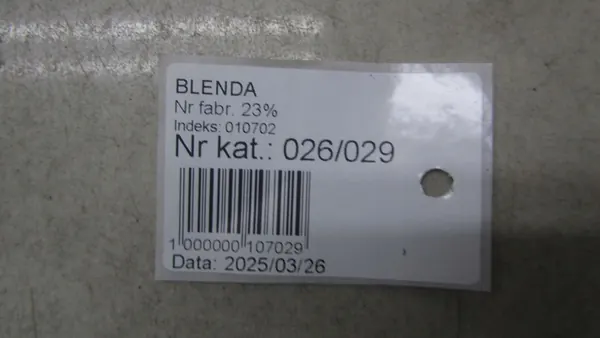 BLENDA
Nr fabr. 23%
Indeks: 010702
Nr kat.: 026/029
1 000000 107029
Data: 2025/03/26